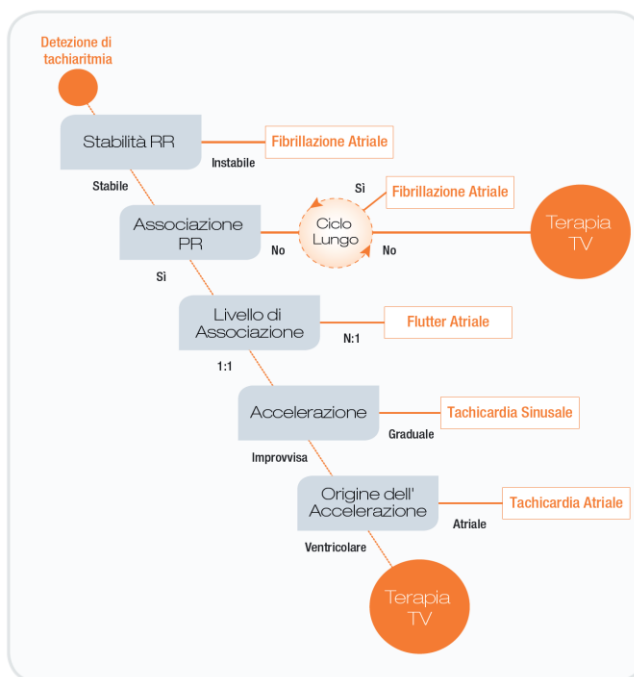 Detezione di
tachiaritmia
Stabilità RR
Instabile
Fibrillazione Atriale
Stabile
Associazione
PR
No
Ciclo
Lungo
Sì
Fibrillazione Atriale
No
Terapia
TV
Sì
Livello di
Associazione
N:1
Flutter Atriale
1:1
Accelerazione
Graduale
Tachicardia Sinusale
Improvvisa
Origine dell'
Accelerazione
Atriale
Tachicardia Atriale
Ventricolare
Terapia
TV